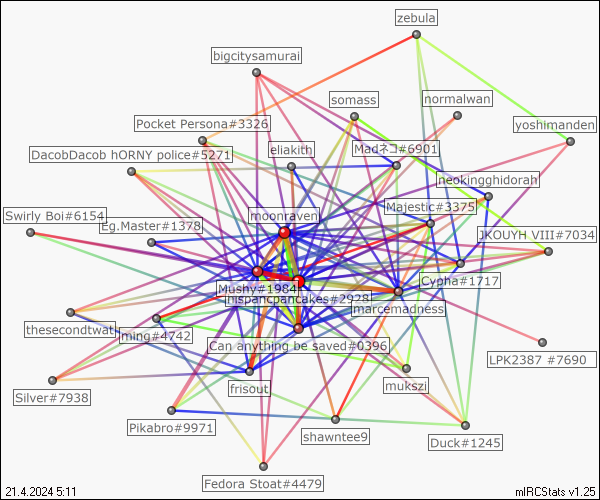 zebula
bigcitysamurai
somass
normalwan
Pocket Persona#3326
yoshimanden
eliakith
Madネコ#6901
DacobDacob hORNY police#5271
neokingghidorah
Swirly Boi#6154
Eg.Master#1378
moonraveni
Majestic#3375
JKOUYH VIII#7034
Mushy#1984
Cypha#1717
hispanicpancakes#2928
marcemadness
thesecondtwat
ming#4742
Can anything be saved#0396
LPK2387 #7690
Silver#7938
frisout
mukszi
Pikabro#9971
shawntee9
Duck#1245
Fedora Stoat#4479
21.4.2024 5:11
mIRCStats v1.25